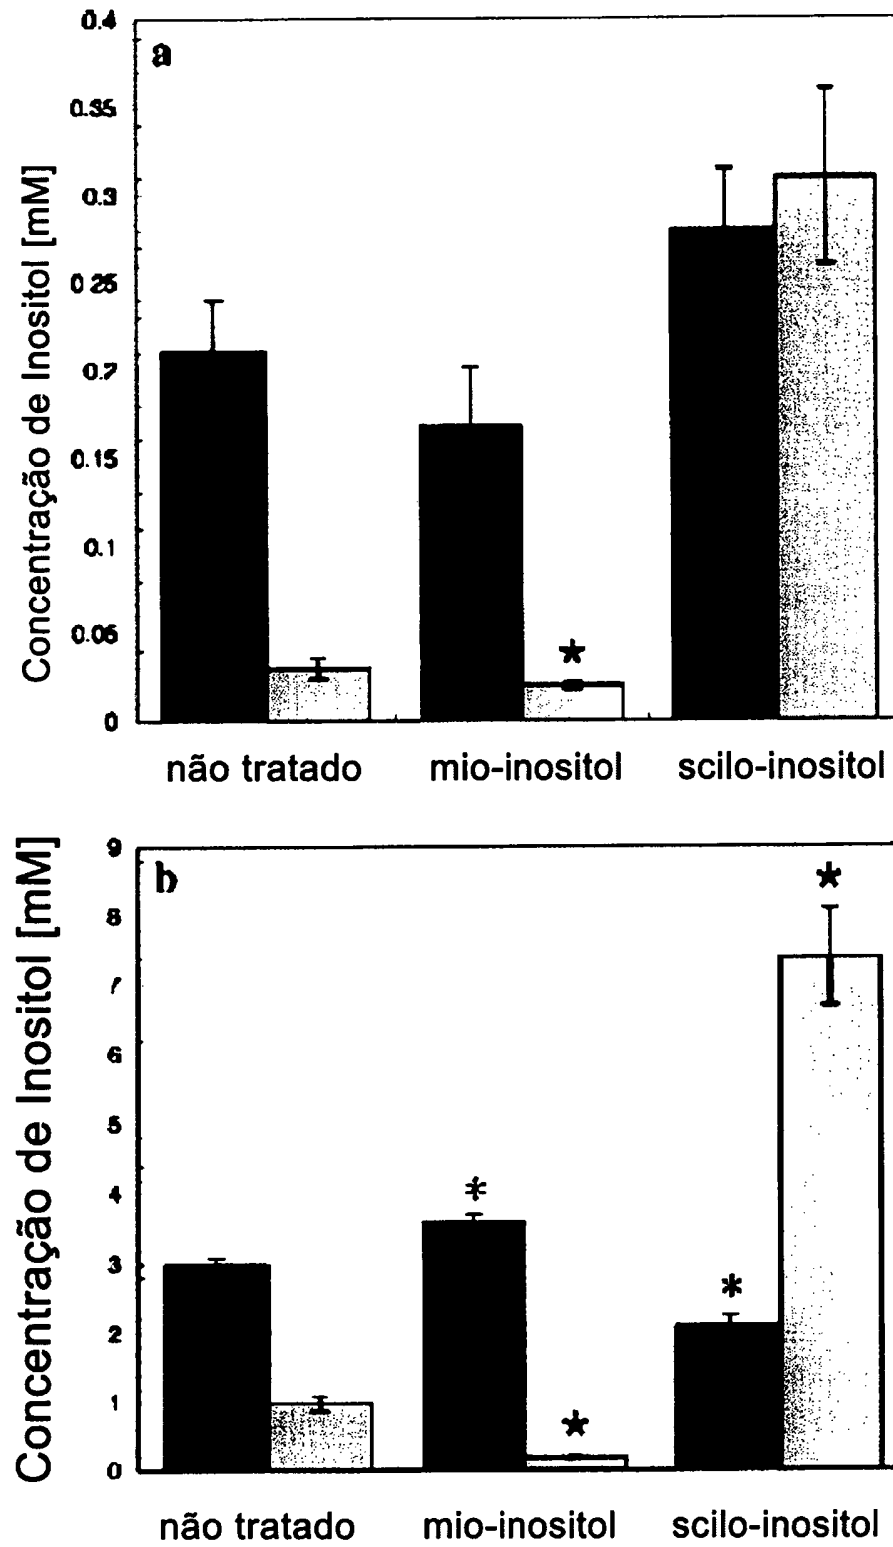 a
Concentração de Inositol [mM]
0.4
0.35
0.3
0.25
0.2
0.15
0.1
0.05
0
★
não tratado mio-inositol scilo-inositol
b
Concentração de Inositol [mM]
9
8
7
6
5
4
3
2
1
0
* ★ * ★
não tratado mio-inositol scilo-inositol